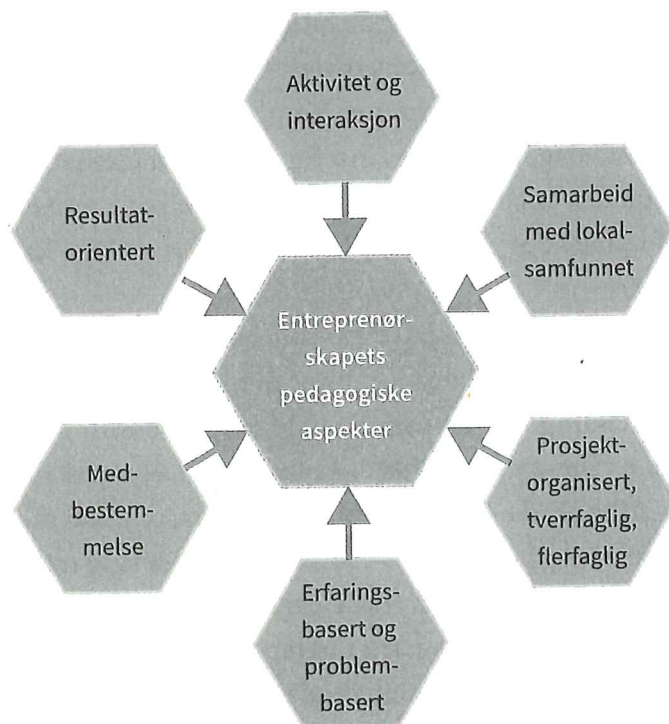 Aktivitet og
interaksjon
Resultat-
orientert
Samarbeid
med lokal-
samfunnet
Entreprenør-
skapets
pedagogiske
aspekter
Med-
bestem-
melse
Prosjekt-
organisert,
tverrfaglig,
flerfaglig
Erfarings-
basert og
problem-
basert